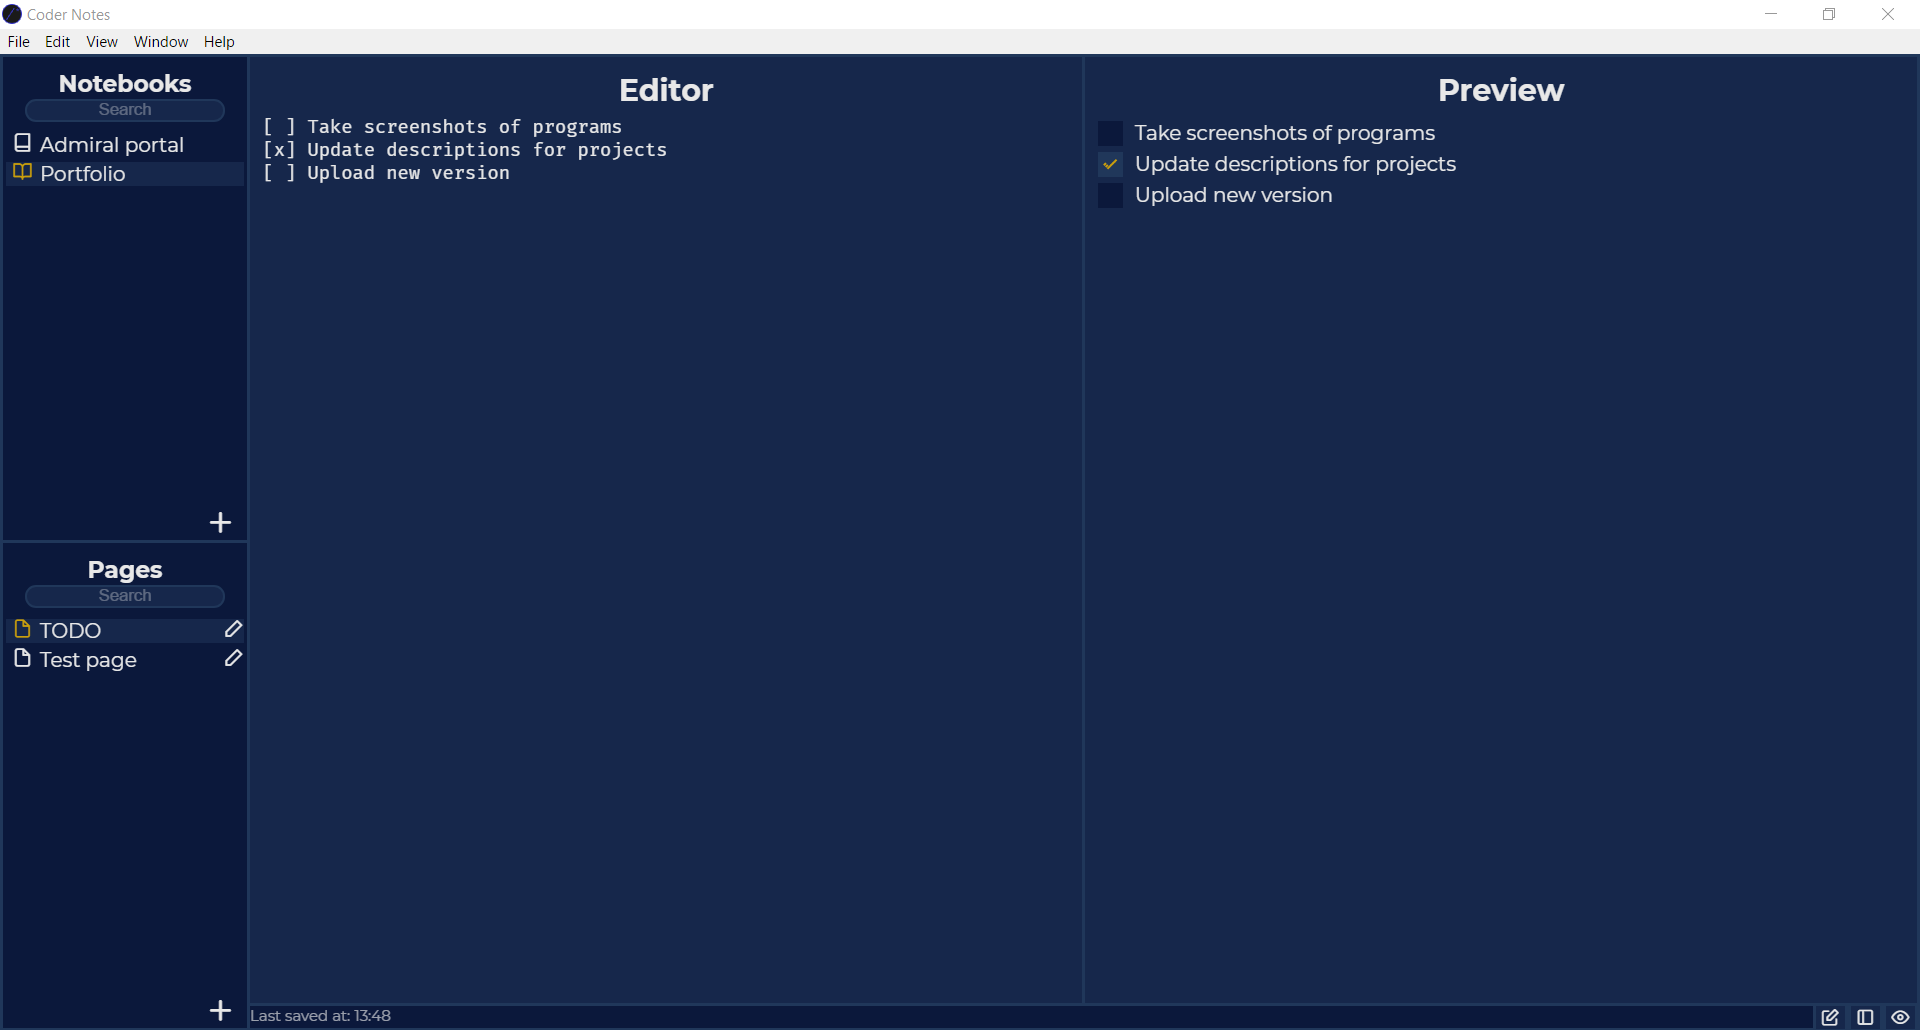 Coder Notes
File Edit View Window Help
Notebooks
Search
Admiral portal
Portfolio
Pages
Search
TODO
Test page
Editor
[ ] Take screenshots of programs
[x] Update descriptions for projects
[ ] Upload new version
Preview
Take screenshots of programs
Update descriptions for projects
Upload new version
Last saved at: 13:48